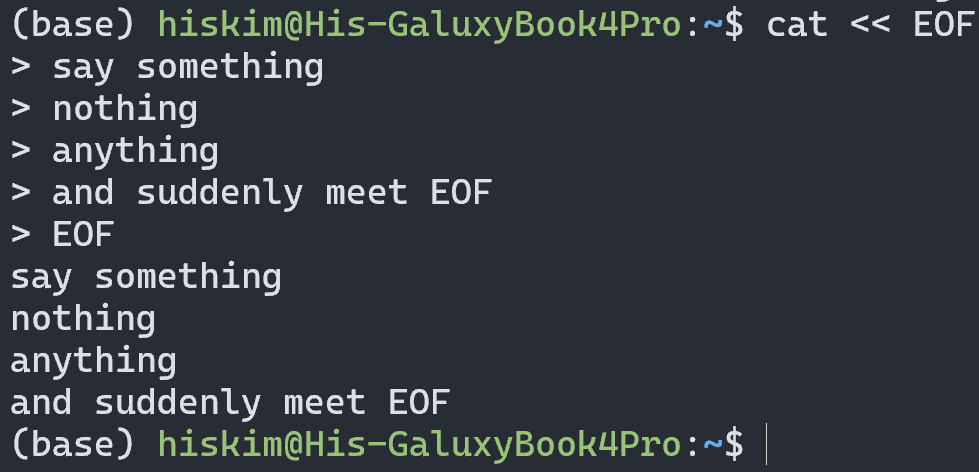 (base) hiskim@His-GaluxyBook4Pro:~$ cat << EOF
> say something
> nothing
> anything
> and suddenly meet EOF
> EOF
say something
nothing
anything
and suddenly meet EOF
(base) hiskim@His-GaluxyBook4Pro:~$